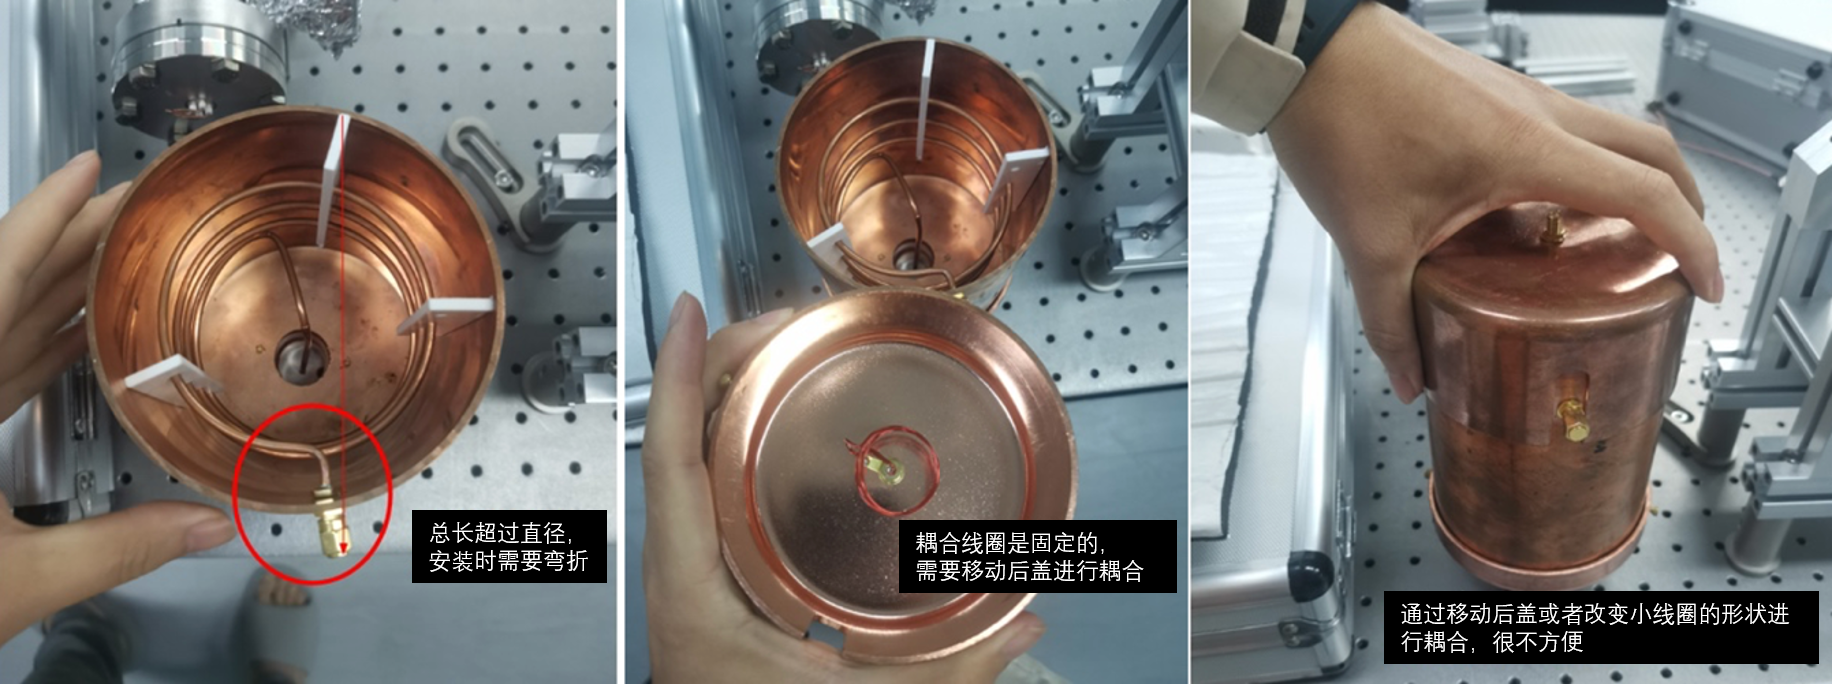 总长超过直径，
安装时需要弯折
耦合线圈是固定的，
需要移动后盖进行耦合
通过移动后盖或者改变小线圈的形状进
行耦合，很不方便